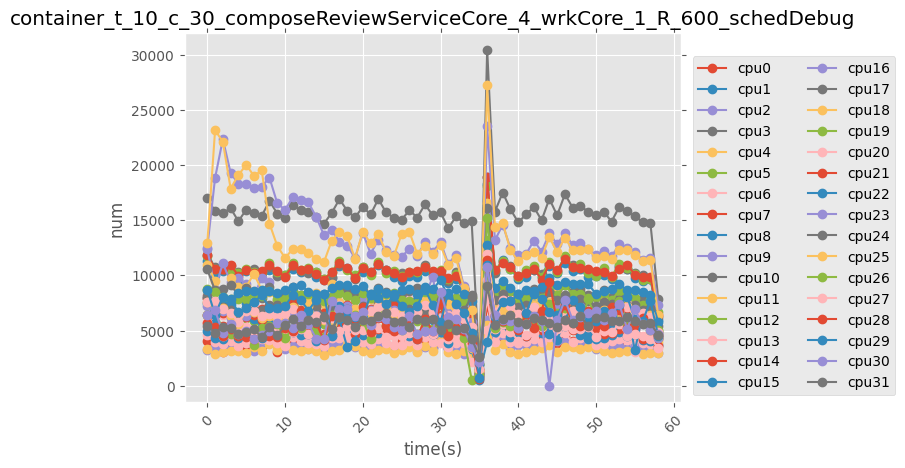 container_t_10_c_30_composeReviewServiceCore_4_wrkCore_1_R_600_schedDebug
30000
25000
20000
15000
10000
5000
0
num
0 10 20 30 40 50 60
time(s)
cpu0 cpu16
cpu1 cpu17
cpu2 cpu18
cpu3 cpu19
cpu4 cpu20
cpu5 cpu21
cpu6 cpu22
cpu7 cpu23
cpu8 cpu24
cpu9 cpu25
cpu10 cpu26
cpu11 cpu27
cpu12 cpu28
cpu13 cpu29
cpu14 cpu30
cpu15 cpu31